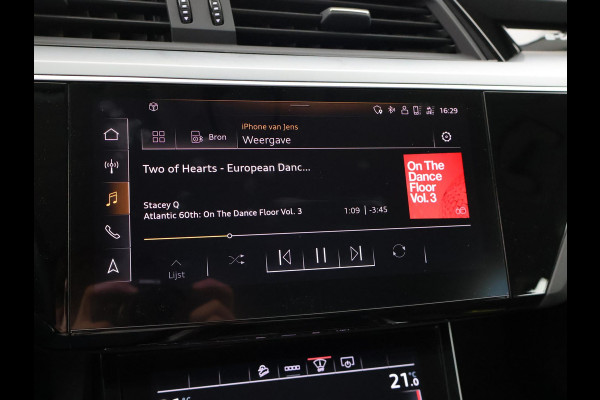 16:29
iPhone van Jens
Bron
Weergave
Two of Hearts - European Danc...
On The
Dance
Floor
Vol. 3
Stacey Q
Atlantic 60th: On The Dance Floor Vol. 3
1:09 | -3:45
Lijst
21.0 °C